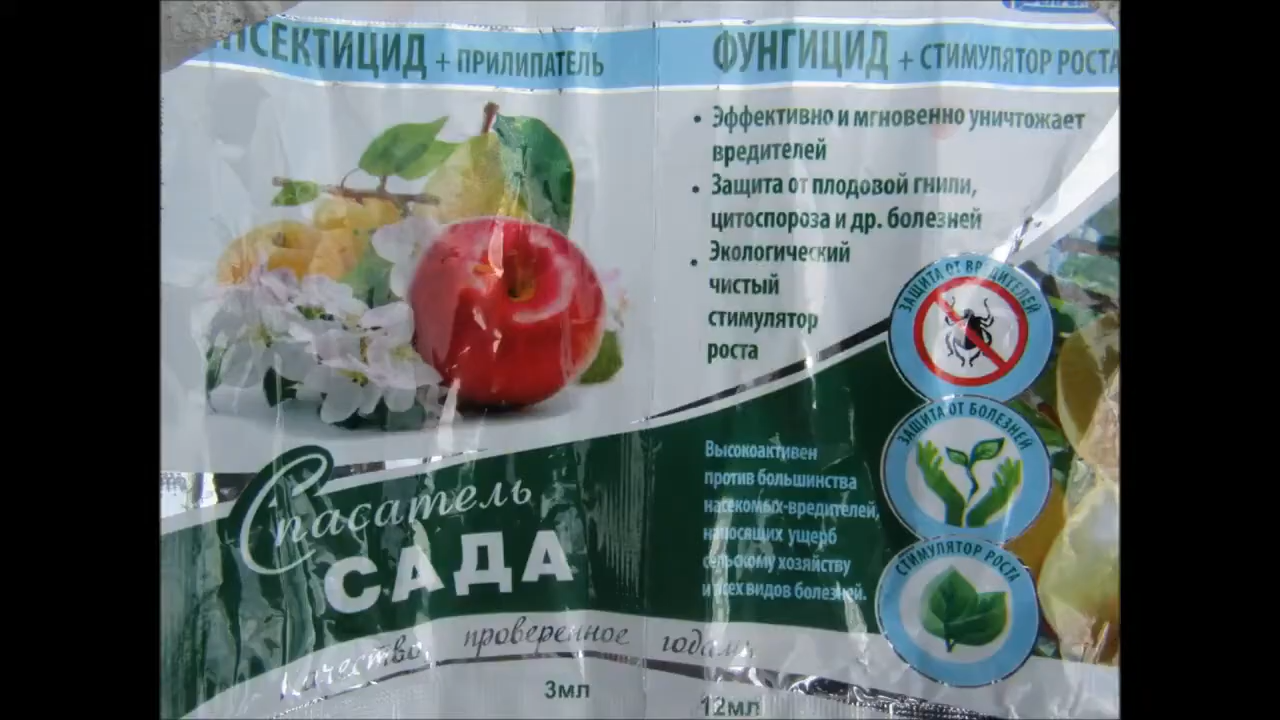 ИНСЕКТИЦИД + ПРИЛИПАТЕЛЬ
ФУНГИЦИД + СТИМУЛЯТОР РОСТА
• Эффективно и мгновенно уничтожает
вредителей
• Защита от плодовой гнили,
цитоспороза и др. болезней
• Экологический
чистый
стимулятор
роста
ЗАЩИТА ОТ ВРЕДИТЕЛЕЙ
ЗАЩИТА ОТ БОЛЕЗНЕЙ
СТИМУЛЯТОР РОСТА
Высокоактивен
против большинства
насекомых-вредителей,
наносящих ущерб
сельскому хозяйству
и всех видов болезней.
Спасатель
САДА
Качество, проверенное годами
3мл
12мл